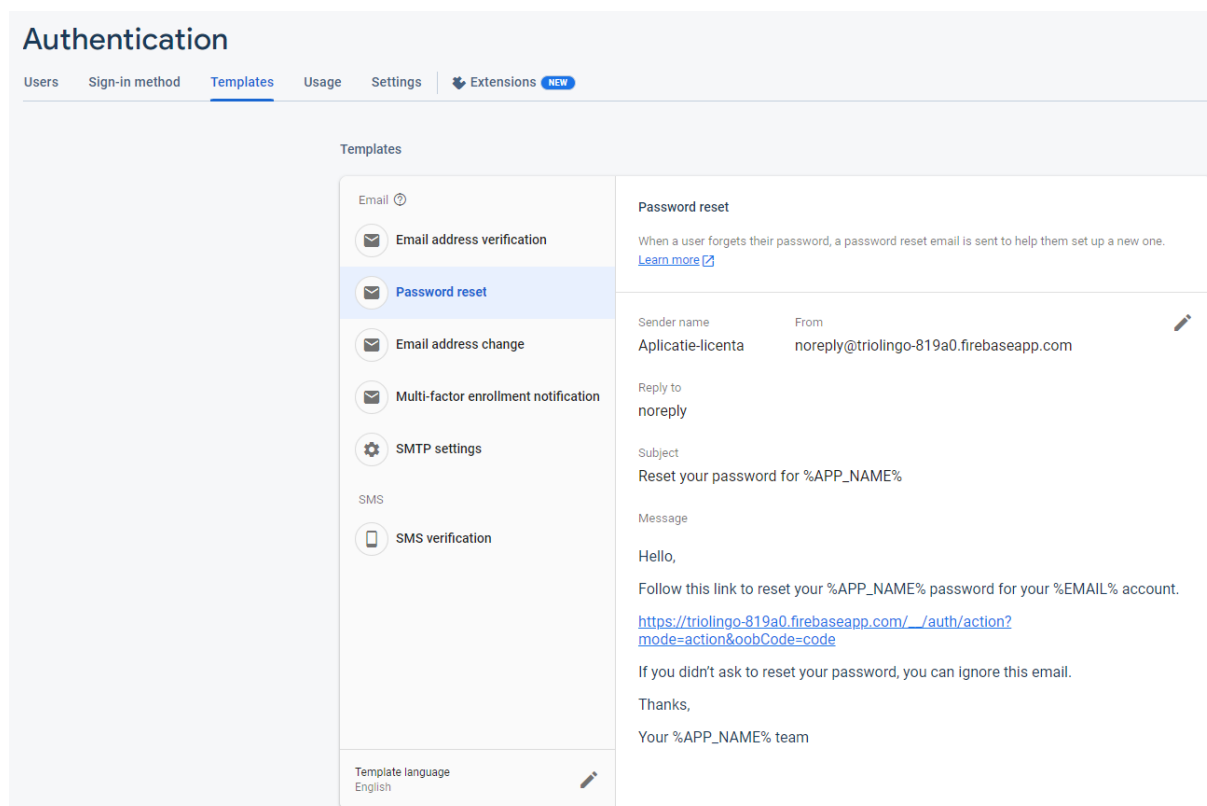 Authentication
Users Sign-in method Templates Usage Settings Extensions NEW
Templates
Email
Email address verification
Password reset
Email address change
Multi-factor enrollment notification
SMTP settings
SMS
SMS verification
Template language
English
Password reset
When a user forgets their password, a password reset email is sent to help them set up a new one.
Learn more
Sender name From
Aplicatie-licenta noreply@triolingo-819a0.firebaseapp.com
Reply to
noreply
Subject
Reset your password for %APP_NAME%
Message
Hello,
Follow this link to reset your %APP_NAME% password for your %EMAIL% account.
https://triolingo-819a0.firebaseapp.com/__/auth/action?
mode=action&oobCode=code
If you didn’t ask to reset your password, you can ignore this email.
Thanks,
Your %APP_NAME% team